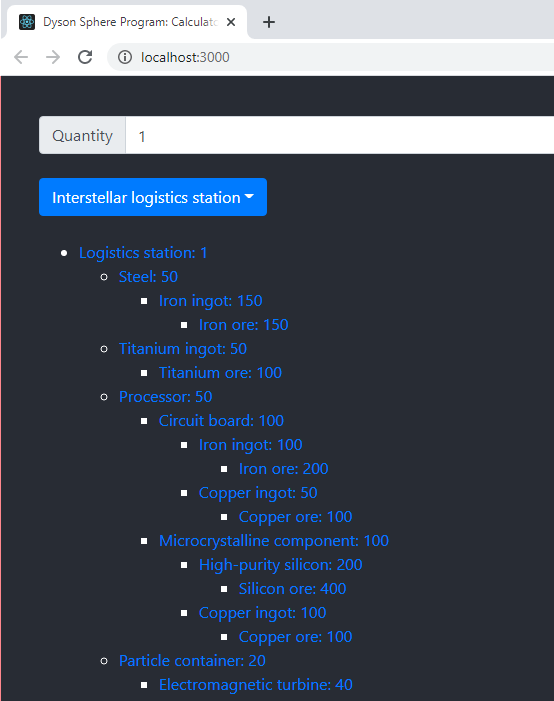 Dyson Sphere Program: Calculato
localhost:3000
Quantity 1
Interstellar logistics station
Logistics station: 1
Steel: 50
Iron ingot: 150
Iron ore: 150
Titanium ingot: 50
Titanium ore: 100
Processor: 50
Circuit board: 100
Iron ingot: 100
Iron ore: 200
Copper ingot: 50
Copper ore: 100
Microcrystalline component: 100
High-purity silicon: 200
Silicon ore: 400
Copper ingot: 100
Copper ore: 100
Particle container: 20
Electromagnetic turbine: 40